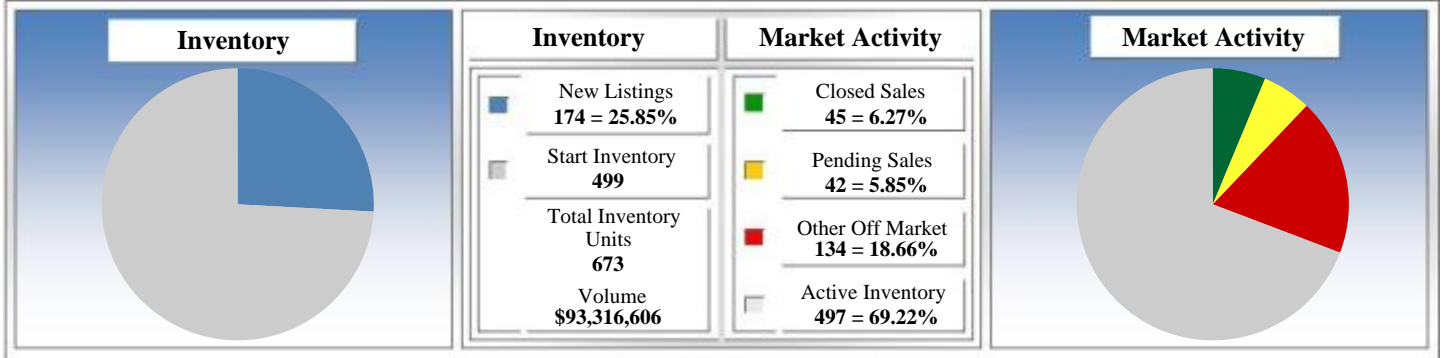 Inventory
Inventory
New Listings
174 = 25.85%
Start Inventory
499
Total Inventory
Units
673
Volume
$93,316,606
Market Activity
Closed Sales
45 = 6.27%
Pending Sales
42 = 5.85%
Other Off Market
134 = 18.66%
Active Inventory
497 = 69.22%
Market Activity